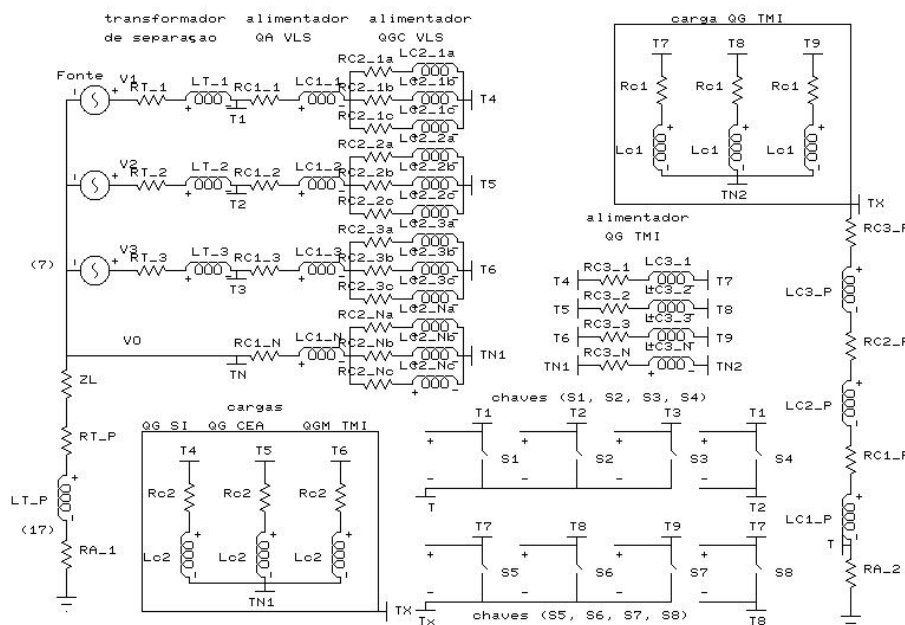 transformador
de separaçao
alimentador
QA VLS
alimentador
QGC VLS
carga QG TMI
Fonte
V1
RT_1
LT_1
T1
RC1_1
LC1_1
RC2_1a
LC2_1a
RC2_1b
LC2_1b
RC2_1c
LC2_1c
T4
V2
RT_2
LT_2
T2
RC1_2
LC1_2
RC2_2a
LC2_2a
RC2_2b
LC2_2b
RC2_2c
LC2_2c
T5
(7)
V3
RT_3
LT_3
T3
RC1_3
LC1_3
RC2_3a
LC2_3a
RC2_3b
LC2_3b
RC2_3c
LC2_3c
T6
VO
TN
RC1_N
LC1_N
RC2_Na
LC2_Na
RC2_Nb
LC2_Nb
RC2_Nc
LC2_Nc
TN1
T7 T8 T9
Rc1 Rc1 Rc1
Lc1 Lc1 Lc1
TN2
TX
alimentador
QG TMI
T4 RC3_1 LC3_1 T7
T5 RC3_2 LC3_2 T8
T6 RC3_3 LC3_3 T9
TN1 RC3_N LC3_N TN2
RC3_P
LC3_P
RC2_P
LC2_P
RC1_P
LC1_P
T
RA_2
ZL
RT_P
LT_P
(17)
RA_1
cargas
QG SI QG CEA QGM TMI
T4 T5 T6
Rc2 Rc2 Rc2
Lc2 Lc2 Lc2
TN1
TX
chaves (S1, S2, S3, S4)
T1 T2 T3 T1
S1 S2 S3 S4
T T2
T7 T8 T9 T7
S5 S6 S7 S8
Tx T8
chaves (S5, S6, S7, S8)